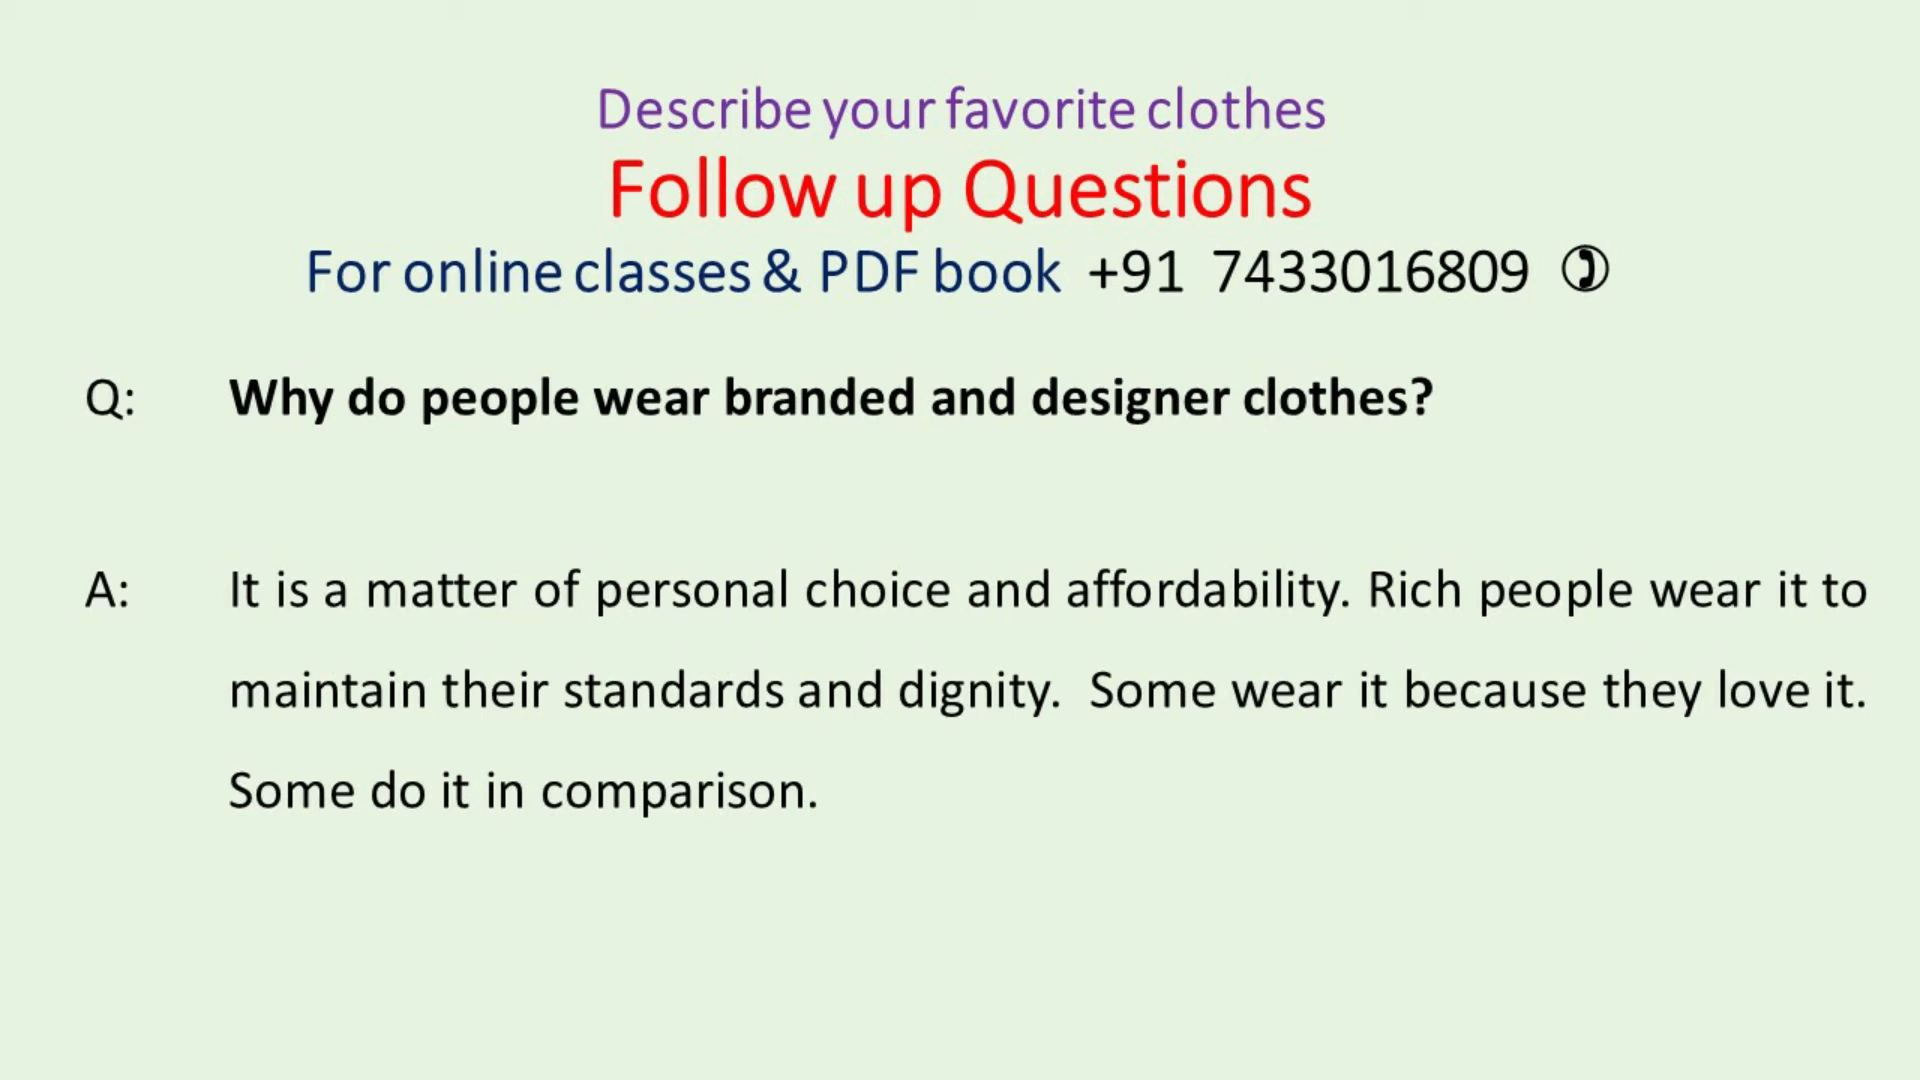 Describe your favorite clothes
Follow up Questions
For online classes & PDF book +91 7433016809 ✆
Q: Why do people wear branded and designer clothes?
A: It is a matter of personal choice and affordability. Rich people wear it to
maintain their standards and dignity. Some wear it because they love it.
Some do it in comparison.